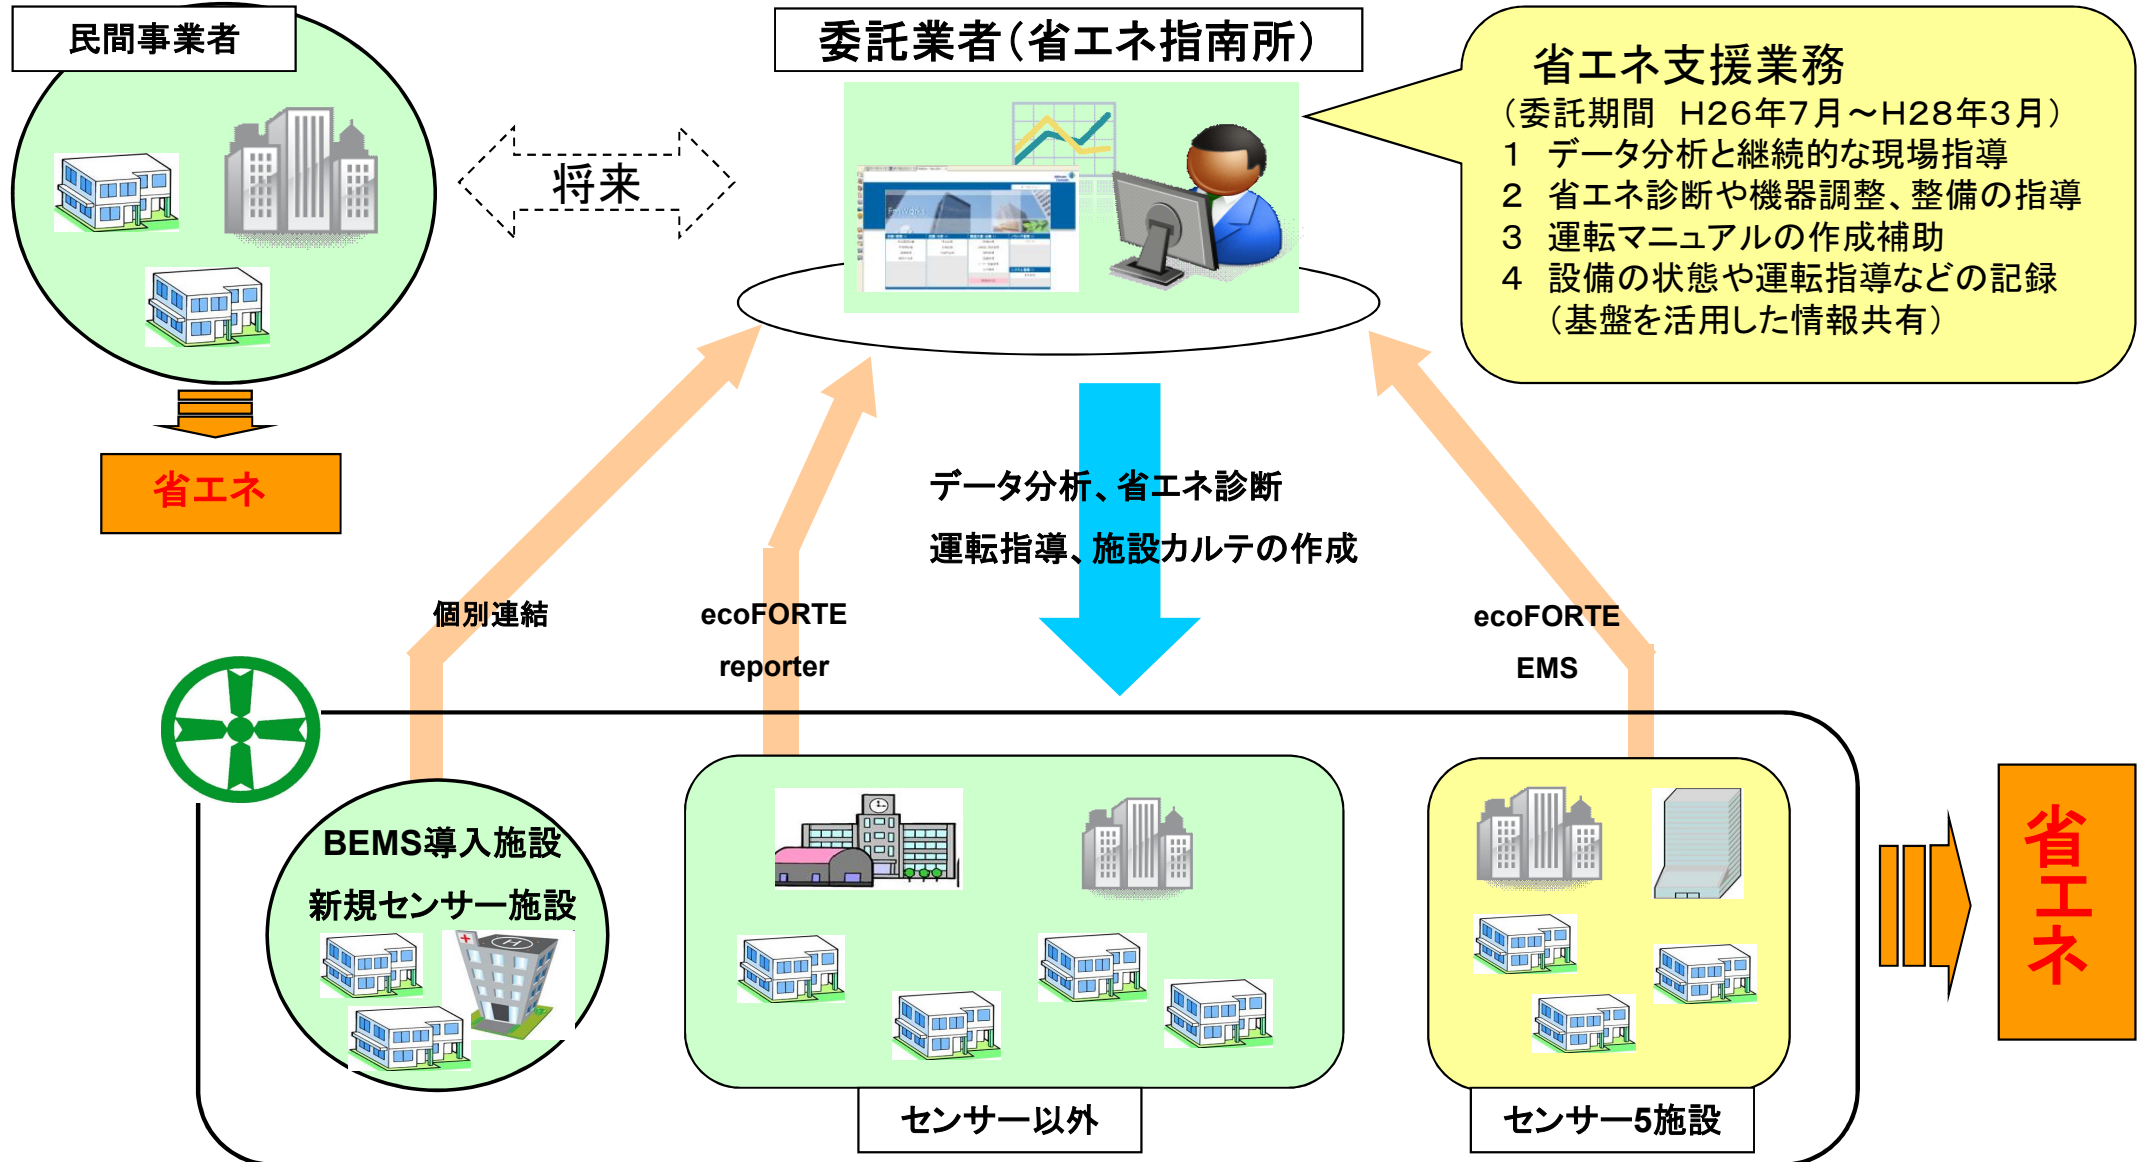 民間事業者
委託業者（省エネ指南所）
省エネ支援業務
（委託期間　H26年7月～H28年3月）
1　データ分析と継続的な現場指導
2　省エネ診断や機器調整、整備の指導
3　運転マニュアルの作成補助
4　設備の状態や運転指導などの記録
（基盤を活用した情報共有）
将来
省エネ
データ分析、省エネ診断
運転指導、施設カルテの作成
個別連結
ecoFORTE
reporter
ecoFORTE
EMS
BEMS導入施設
新規センサー施設
センサー以外
センサー5施設
省エネ